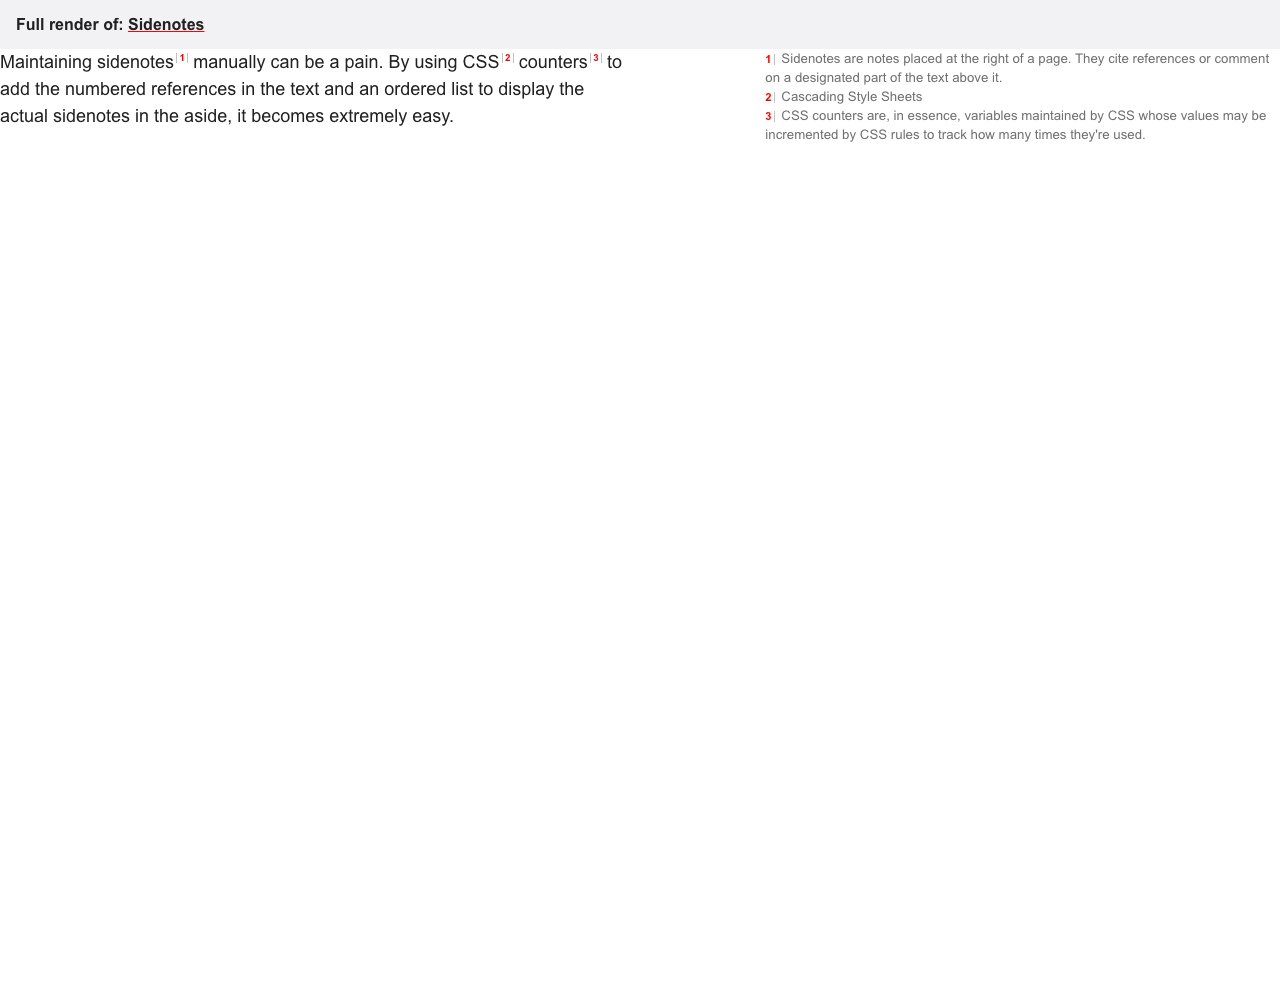 Full render of: Sidenotes
Maintaining sidenotes|1| manually can be a pain. By using CSS|2| counters|3| to
add the numbered references in the text and an ordered list to display the
actual sidenotes in the aside, it becomes extremely easy.
1| Sidenotes are notes placed at the right of a page. They cite references or comment
on a designated part of the text above it.
2| Cascading Style Sheets
3| CSS counters are, in essence, variables maintained by CSS whose values may be
incremented by CSS rules to track how many times they're used.